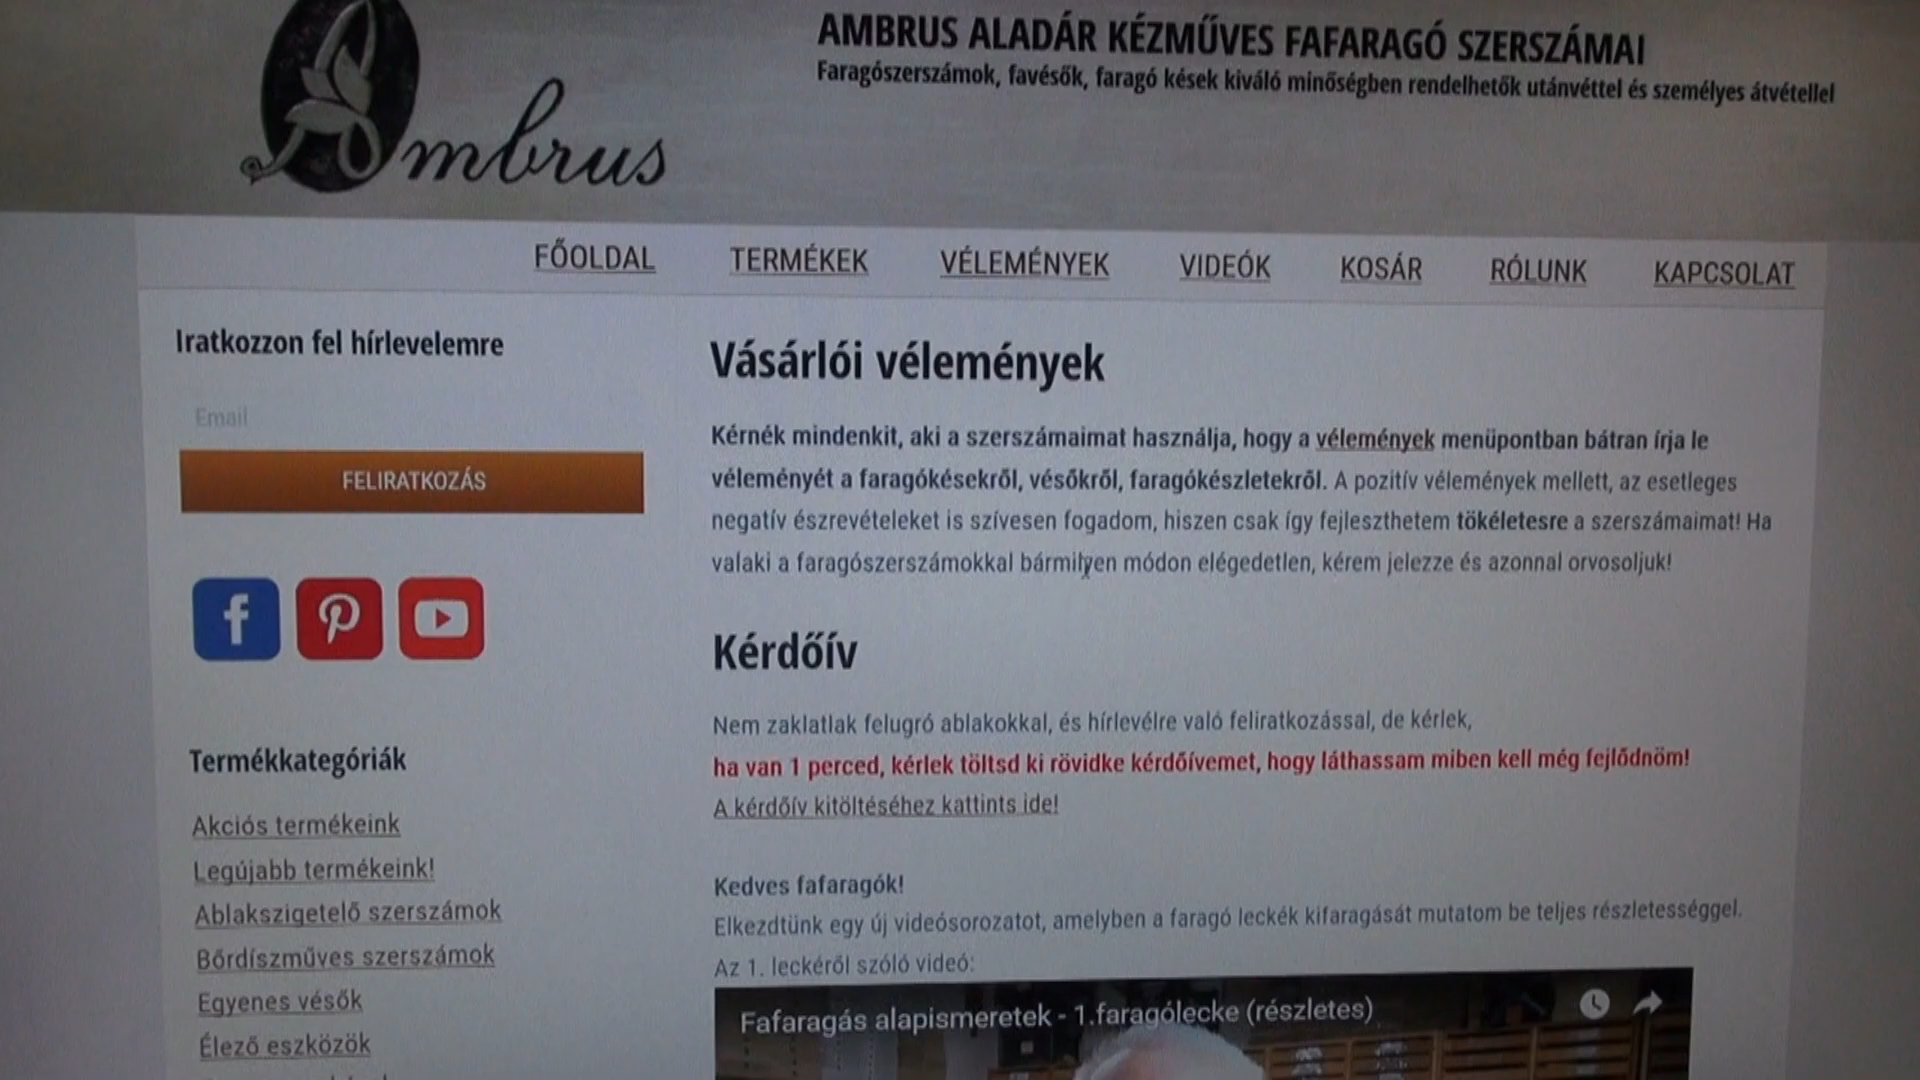 Ambrus
AMBRUS ALADÁR KÉZMŰVES FAFARAGÓ SZERSZÁMAI
Faragószerszámok, favésők, faragó kések kiváló minőségben rendelhetők utánvéttel és személyes átvétellel
FŐOLDAL TERMÉKEK VÉLEMÉNYEK VIDEÓK KOSÁR RÓLUNK KAPCSOLAT
Iratkozzon fel hírlevelemre
Email
FELIRATKOZÁS
Termékkategóriák
Akciós termékeink
Legújabb termékeink!
Ablakszigetelő szerszámok
Bőrdíszműves szerszámok
Egyenes vésők
Élező eszközök
Vásárlói vélemények
Kérnék mindenkit, aki a szerszámaimat használja, hogy a vélemények menüpontban bátran írja le
véleményét a faragókésekről, vésőkről, faragókészletekről. A pozitív vélemények mellett, az esetleges
negatív észrevételeket is szívesen fogadom, hiszen csak így fejleszthetem tökéletesre a szerszámaimat! Ha
valaki a faragószerszámokkal bármilyen módon elégedetlen, kérem jelezze és azonnal orvosoljuk!
Kérdőív
Nem zaklatlak felugró ablakokkal, és hírlevélre való feliratkozással, de kérlek,
ha van 1 perced, kérlek töltsd ki rövidke kérdőívemet, hogy láthassam miben kell még fejlődnöm!
A kérdőív kitöltéséhez kattints ide!
Kedves fafaragók!
Elkezdtünk egy új videósorozatot, amelyben a faragó leckék kifaragását mutatom be teljes részletességgel.
Az 1. leckéről szóló videó:
Fafaragás alapismeretek - 1.faragólecke (részletes)